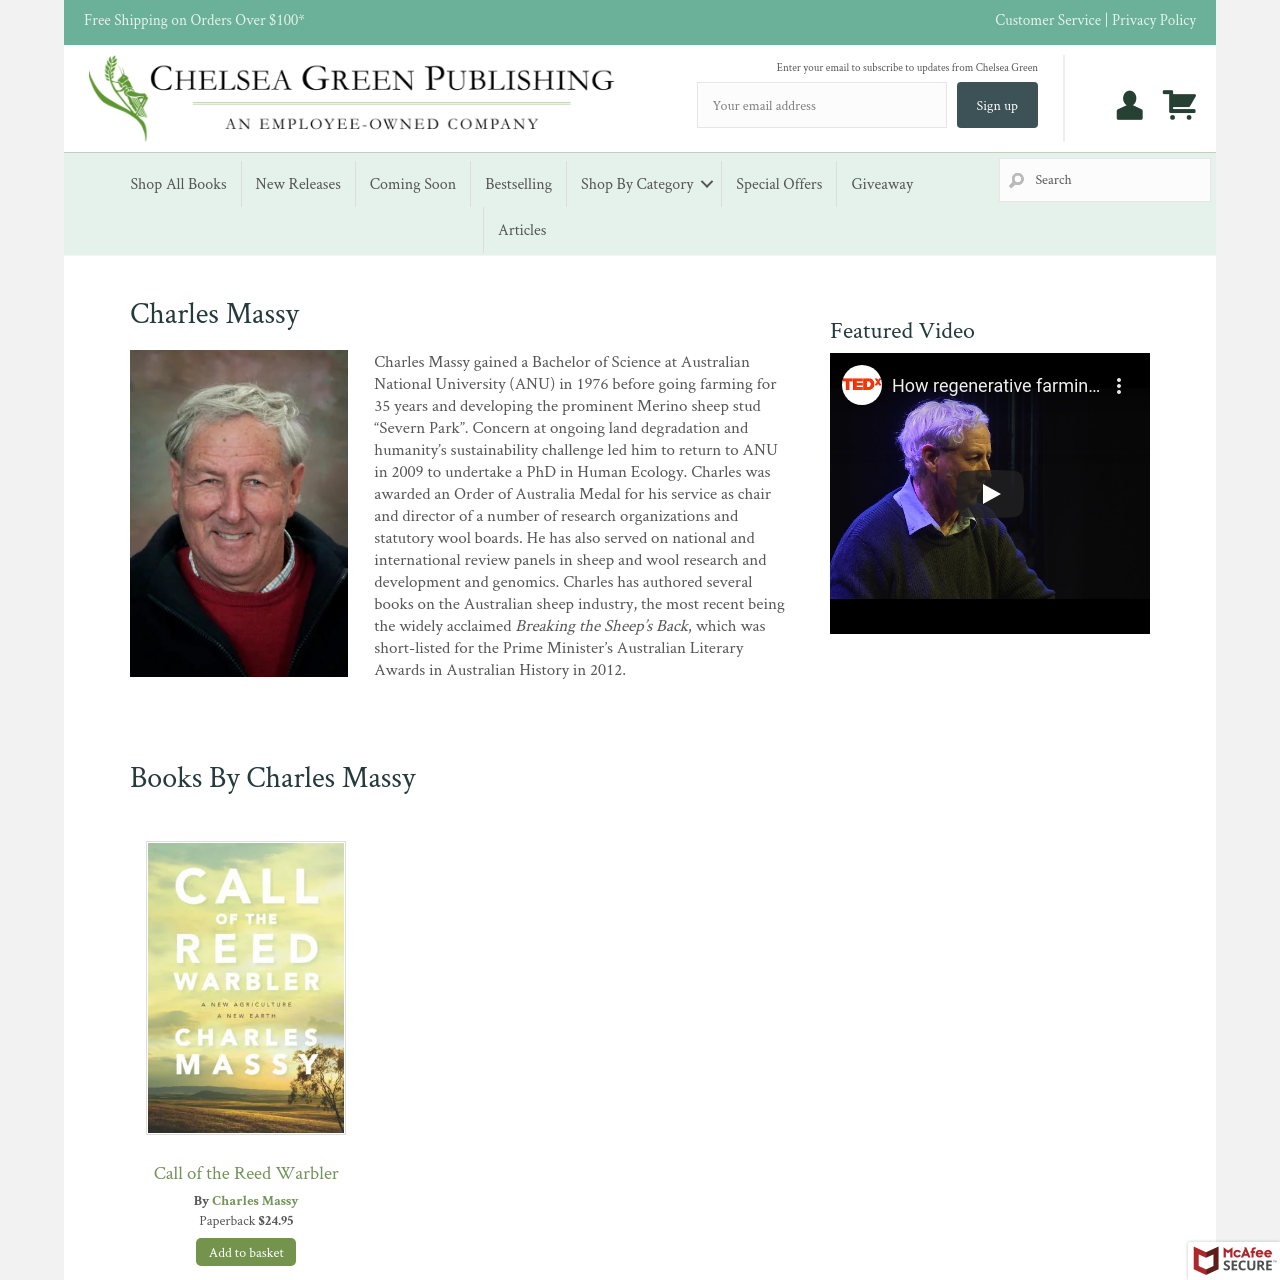 Free Shipping on Orders Over $100*
Customer Service | Privacy Policy
CHELSEA GREEN PUBLISHING
AN EMPLOYEE-OWNED COMPANY
Enter your email to subscribe to updates from Chelsea Green
Your email address
Sign up
Shop All Books
New Releases
Coming Soon
Bestselling
Shop By Category
Special Offers
Giveaway
Articles
Search
Charles Massy
Charles Massy gained a Bachelor of Science at Australian
National University (ANU) in 1976 before going farming for
35 years and developing the prominent Merino sheep stud
“Severn Park”. Concern at ongoing land degradation and
humanity’s sustainability challenge led him to return to ANU
in 2009 to undertake a PhD in Human Ecology. Charles was
awarded an Order of Australia Medal for his service as chair
and director of a number of research organizations and
statutory wool boards. He has also served on national and
international review panels in sheep and wool research and
development and genomics. Charles has authored several
books on the Australian sheep industry, the most recent being
the widely acclaimed Breaking the Sheep’s Back, which was
short-listed for the Prime Minister’s Australian Literary
Awards in Australian History in 2012.
Featured Video
TEDx
How regenerative farmin...
Books By Charles Massy
CALL
OF THE
REED
WARBLER
A NEW AGRICULTURE
A NEW EARTH
CHARLES
MASSY
Call of the Reed Warbler
By Charles Massy
Paperback $24.95
Add to basket
McAfee
SECURE